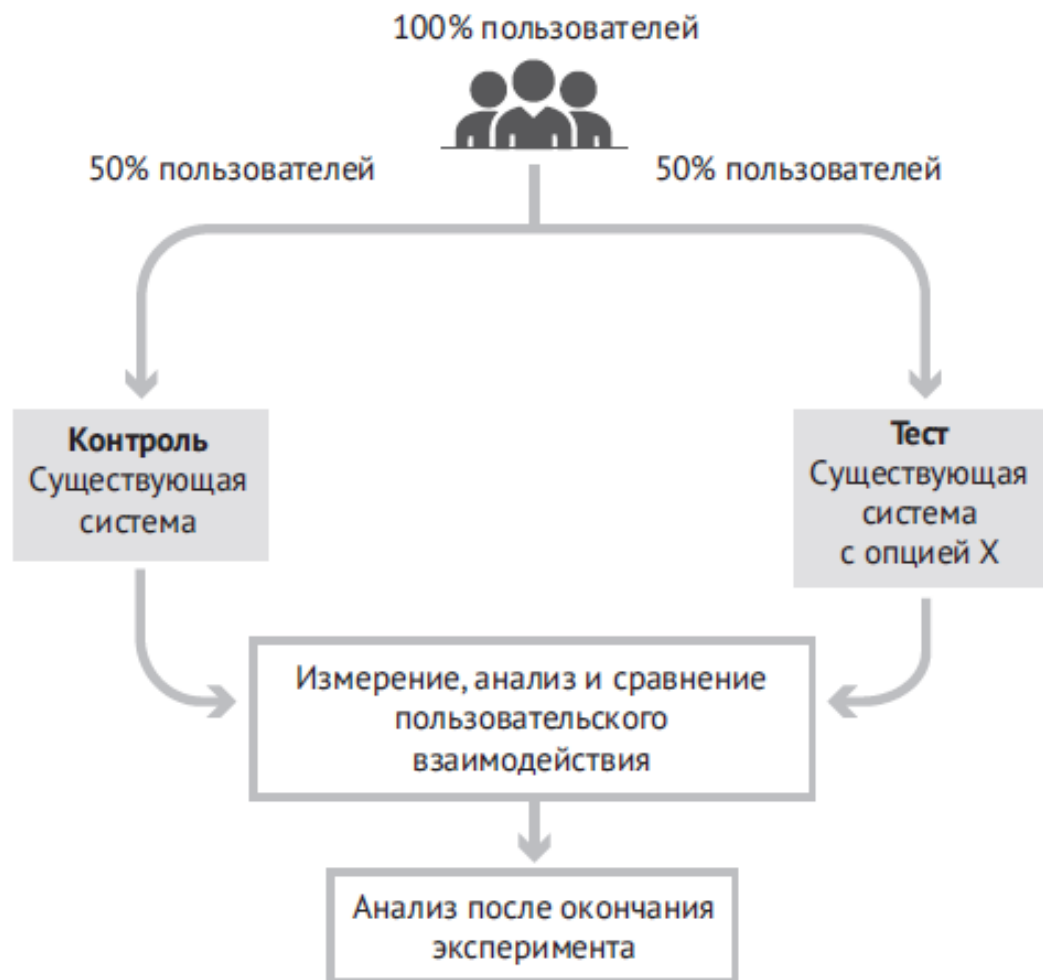 100% пользователей
50% пользователей
50% пользователей
Контроль
Существующая
система
Тест
Существующая
система
с опцией X
Измерение, анализ и сравнение
пользовательского
взаимодействия
Анализ после окончания
эксперимента